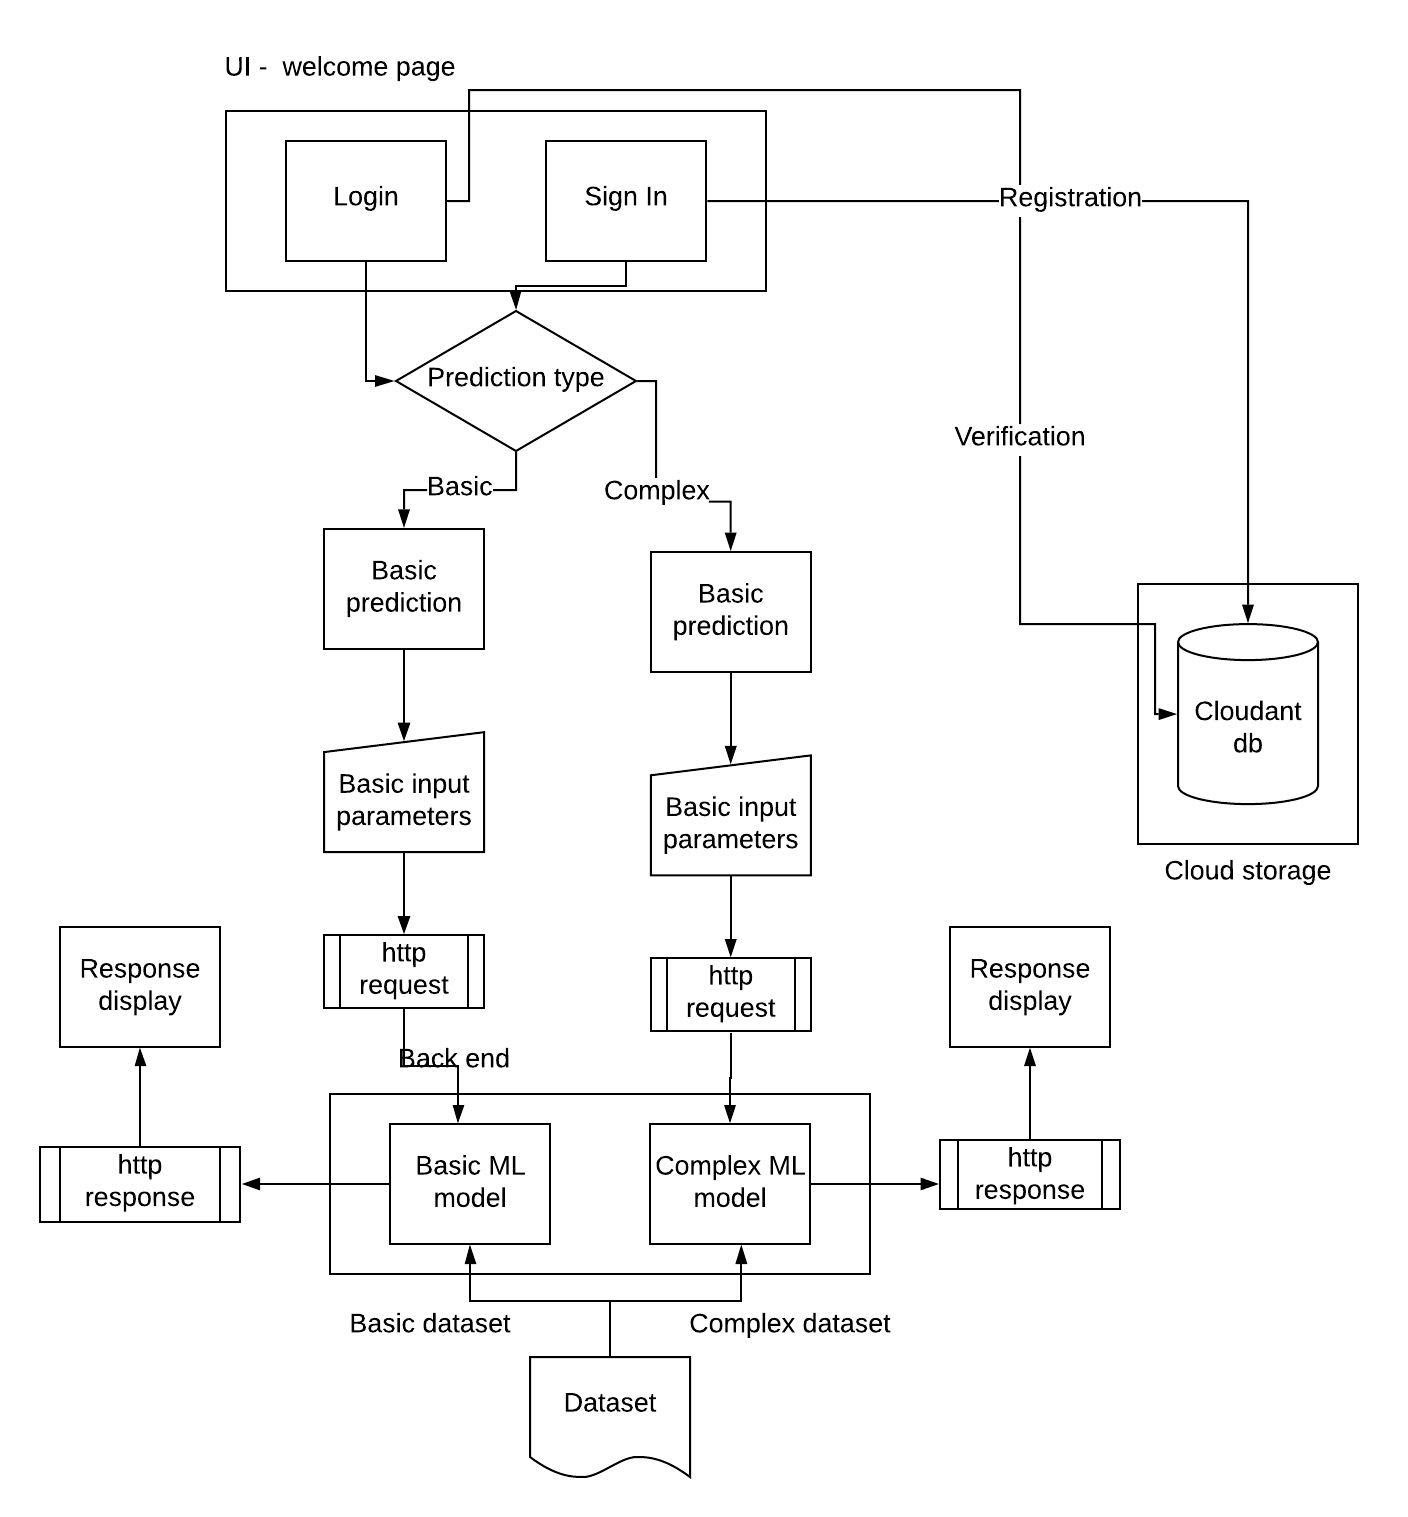 UI -  welcome page
Login
Sign In
Registration
Prediction type
Verification
Basic
Complex
Basic
prediction
Basic
prediction
Cloudant
db
Basic input
parameters
Basic input
parameters
Cloud storage
http
request
http
request
Response
display
Response
display
Back end
Basic ML
model
Complex ML
model
http
response
http
response
Basic dataset
Complex dataset
Dataset